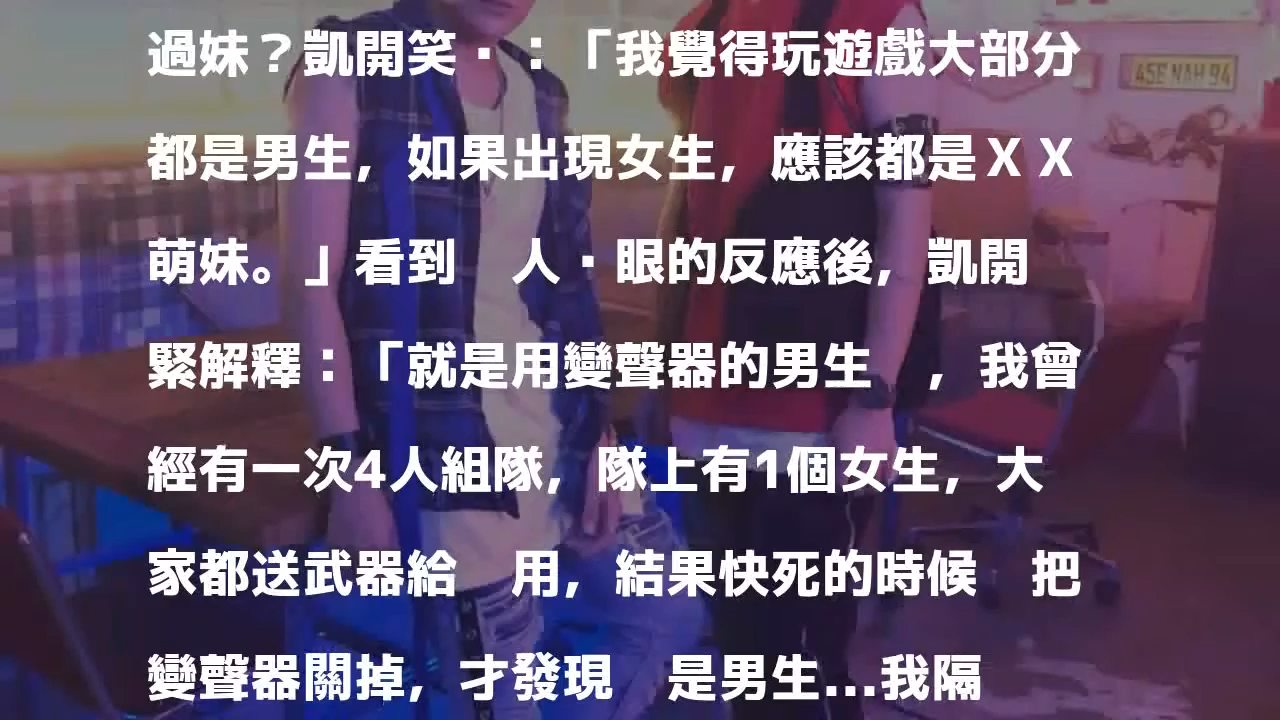 過妹？凱開笑·：「我覺得玩遊戲大部分
都是男生，如果出現女生，應該都是ＸＸ
萌妹。」看到　人·眼的反應後，凱開
緊解釋：「就是用變聲器的男生　，我曾
經有一次4人組隊，隊上有1個女生，大
家都送武器給　用，結果快死的時候　把
變聲器關掉，才發現　是男生...我隔
45E NAH 94